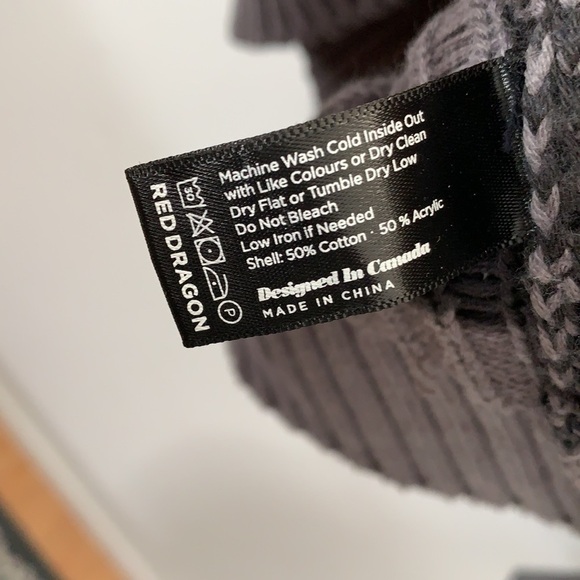 Machine Wash Cold Inside Out
with Like Colours or Dry Clean
Dry Flat or Tumble Dry Low
Do Not Bleach
Low Iron if Needed
Shell: 50% Cotton · 50 % Acrylic
Designed In Canada
MADE IN CHINA
30
P
RED DRAGON